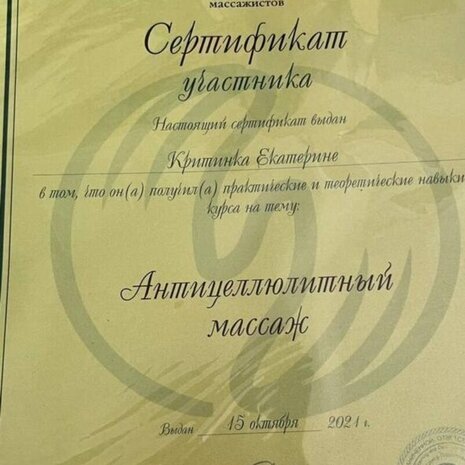 массажистов
Сертификат
участника
Настоящий сертификат выдан
Критинка Екатерине
в том, что он(а) получил(а) практические и теоретические навыки
курса на тему:
Антицеллюлитный
массаж
Выдан 15 октября 2021 г.